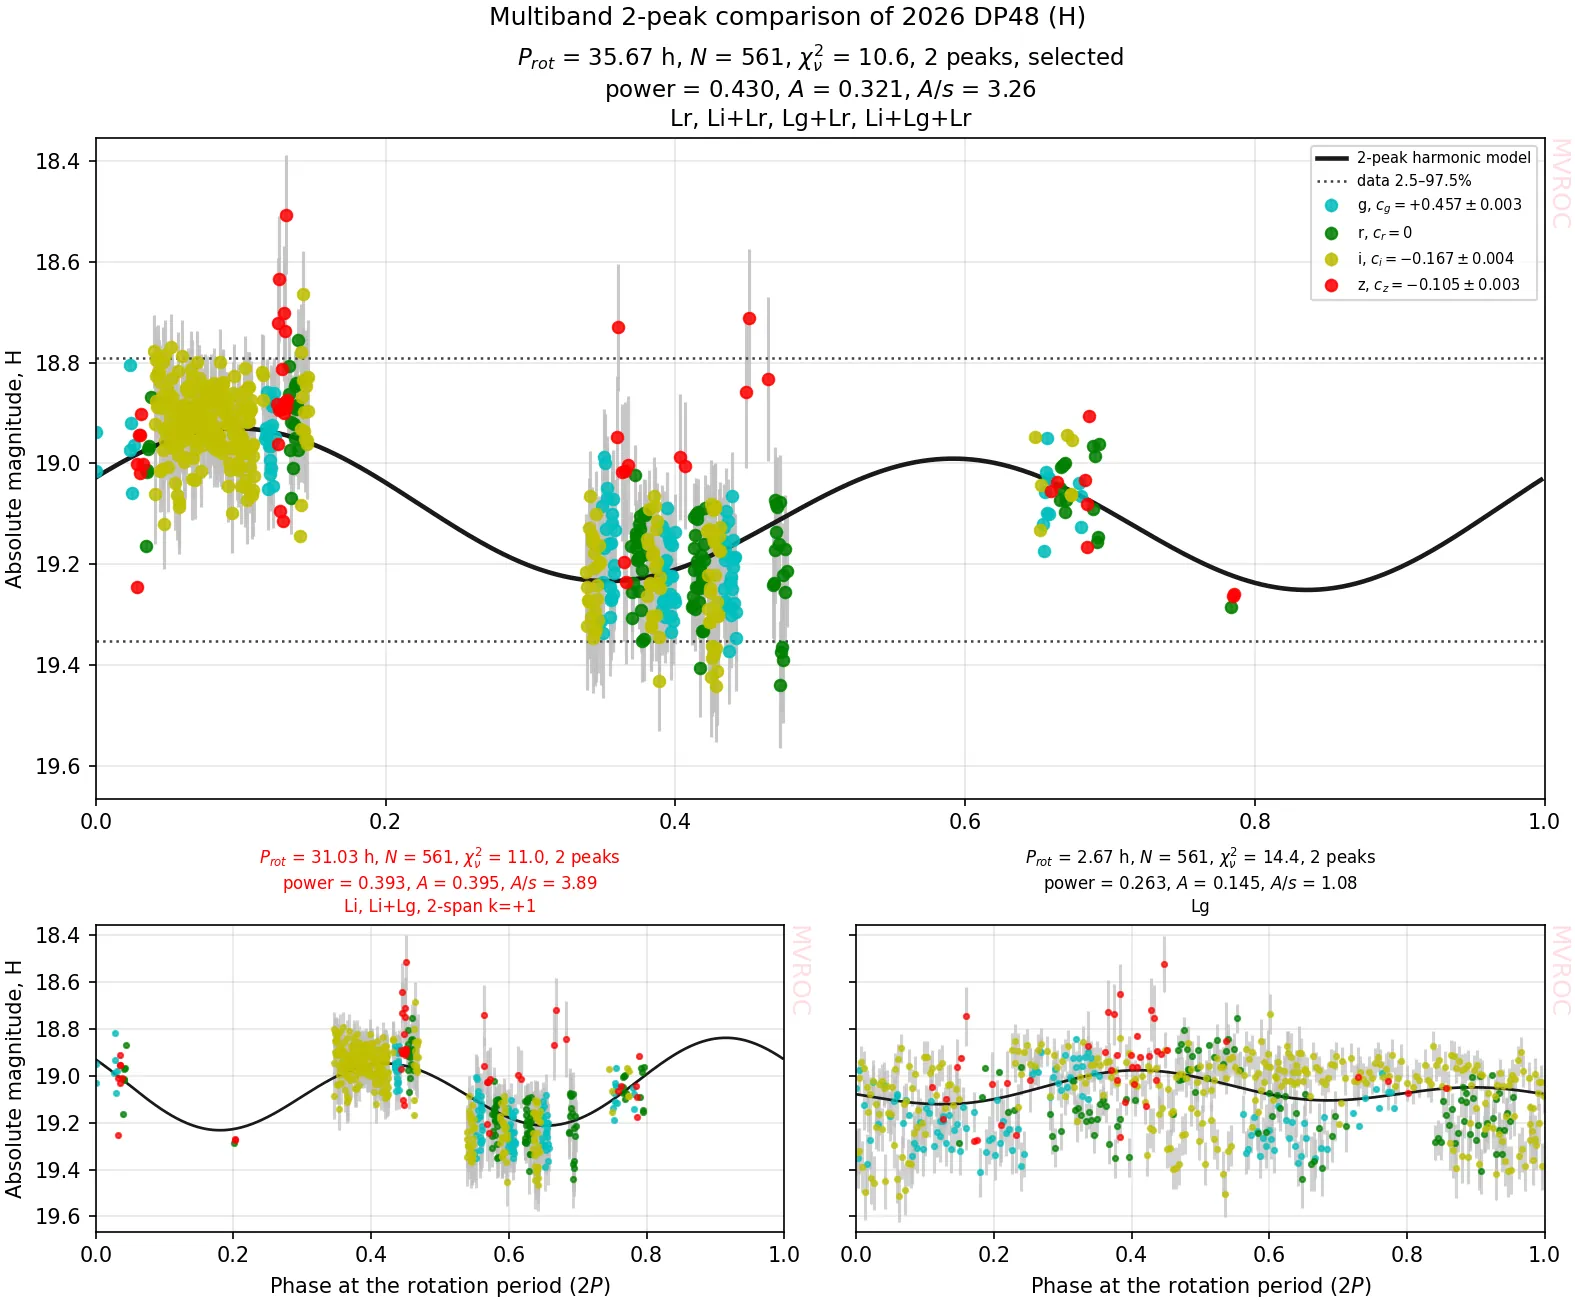 Multiband 2-peak comparison of 2026 DP48 (H)
P_rot = 35.67 h, N = 561, χ²_ν = 10.6, 2 peaks, selected
power = 0.430, A = 0.321, A/s = 3.26
Lr, Li+Lr, Lg+Lr, Li+Lg+Lr
2-peak harmonic model
data 2.5–97.5%
g, c_g = +0.457 ± 0.003
r, c_r = 0
i, c_i = −0.167 ± 0.004
z, c_z = −0.105 ± 0.003
MVROC
Absolute magnitude, H
18.4
18.6
18.8
19.0
19.2
19.4
19.6
0.0 0.2 0.4 0.6 0.8 1.0
P_rot = 31.03 h, N = 561, χ²_ν = 11.0, 2 peaks
power = 0.393, A = 0.395, A/s = 3.89
Li, Li+Lg, 2-span k=+1
MVROC
Absolute magnitude, H
18.4
18.6
18.8
19.0
19.2
19.4
19.6
0.0 0.2 0.4 0.6 0.8 1.0
Phase at the rotation period (2P)
P_rot = 2.67 h, N = 561, χ²_ν = 14.4, 2 peaks
power = 0.263, A = 0.145, A/s = 1.08
Lg
MVROC
0.0 0.2 0.4 0.6 0.8 1.0
Phase at the rotation period (2P)